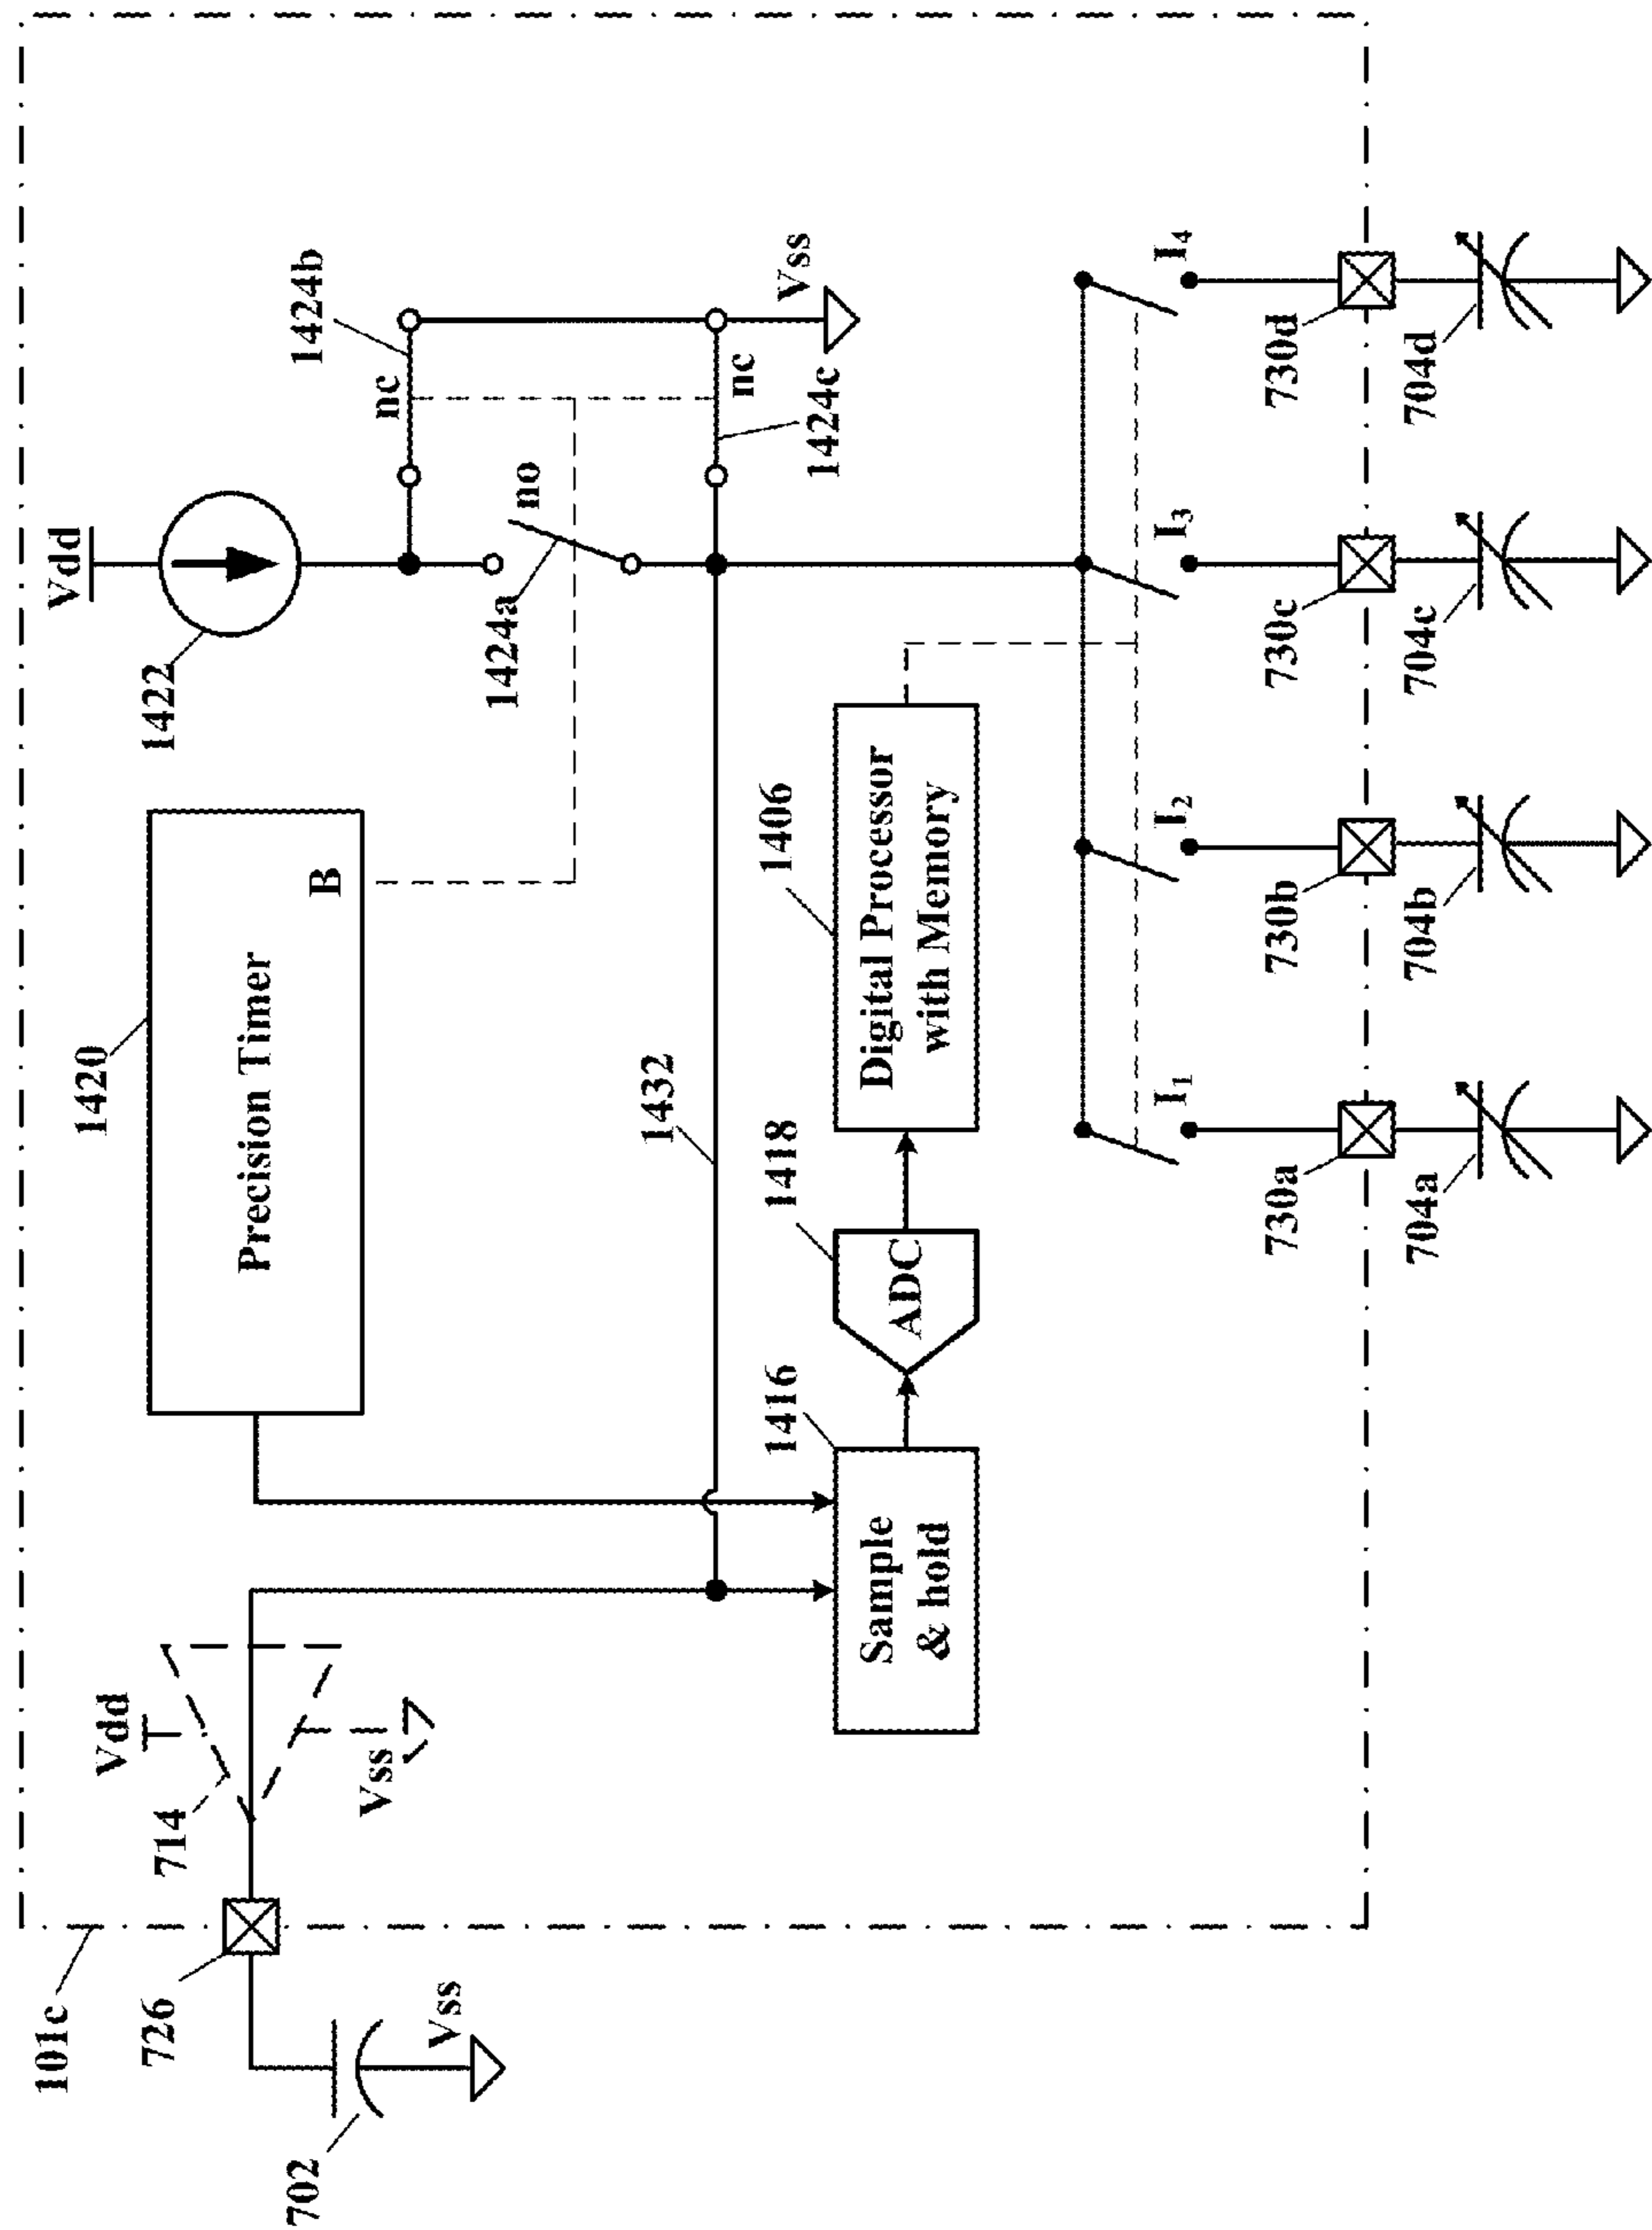 101c
726
702
Vss
714
Vdd
Vss
1420
Precision Timer
B
1422
Vdd
1424a
no
1424b
nc
nc
1424c
Vss
1432
1416
Sample
& hold
1418
ADC
1406
Digital Processor
with Memory
I1
I2
I3
I4
730a
730b
730c
730d
704a
704b
704c
704d